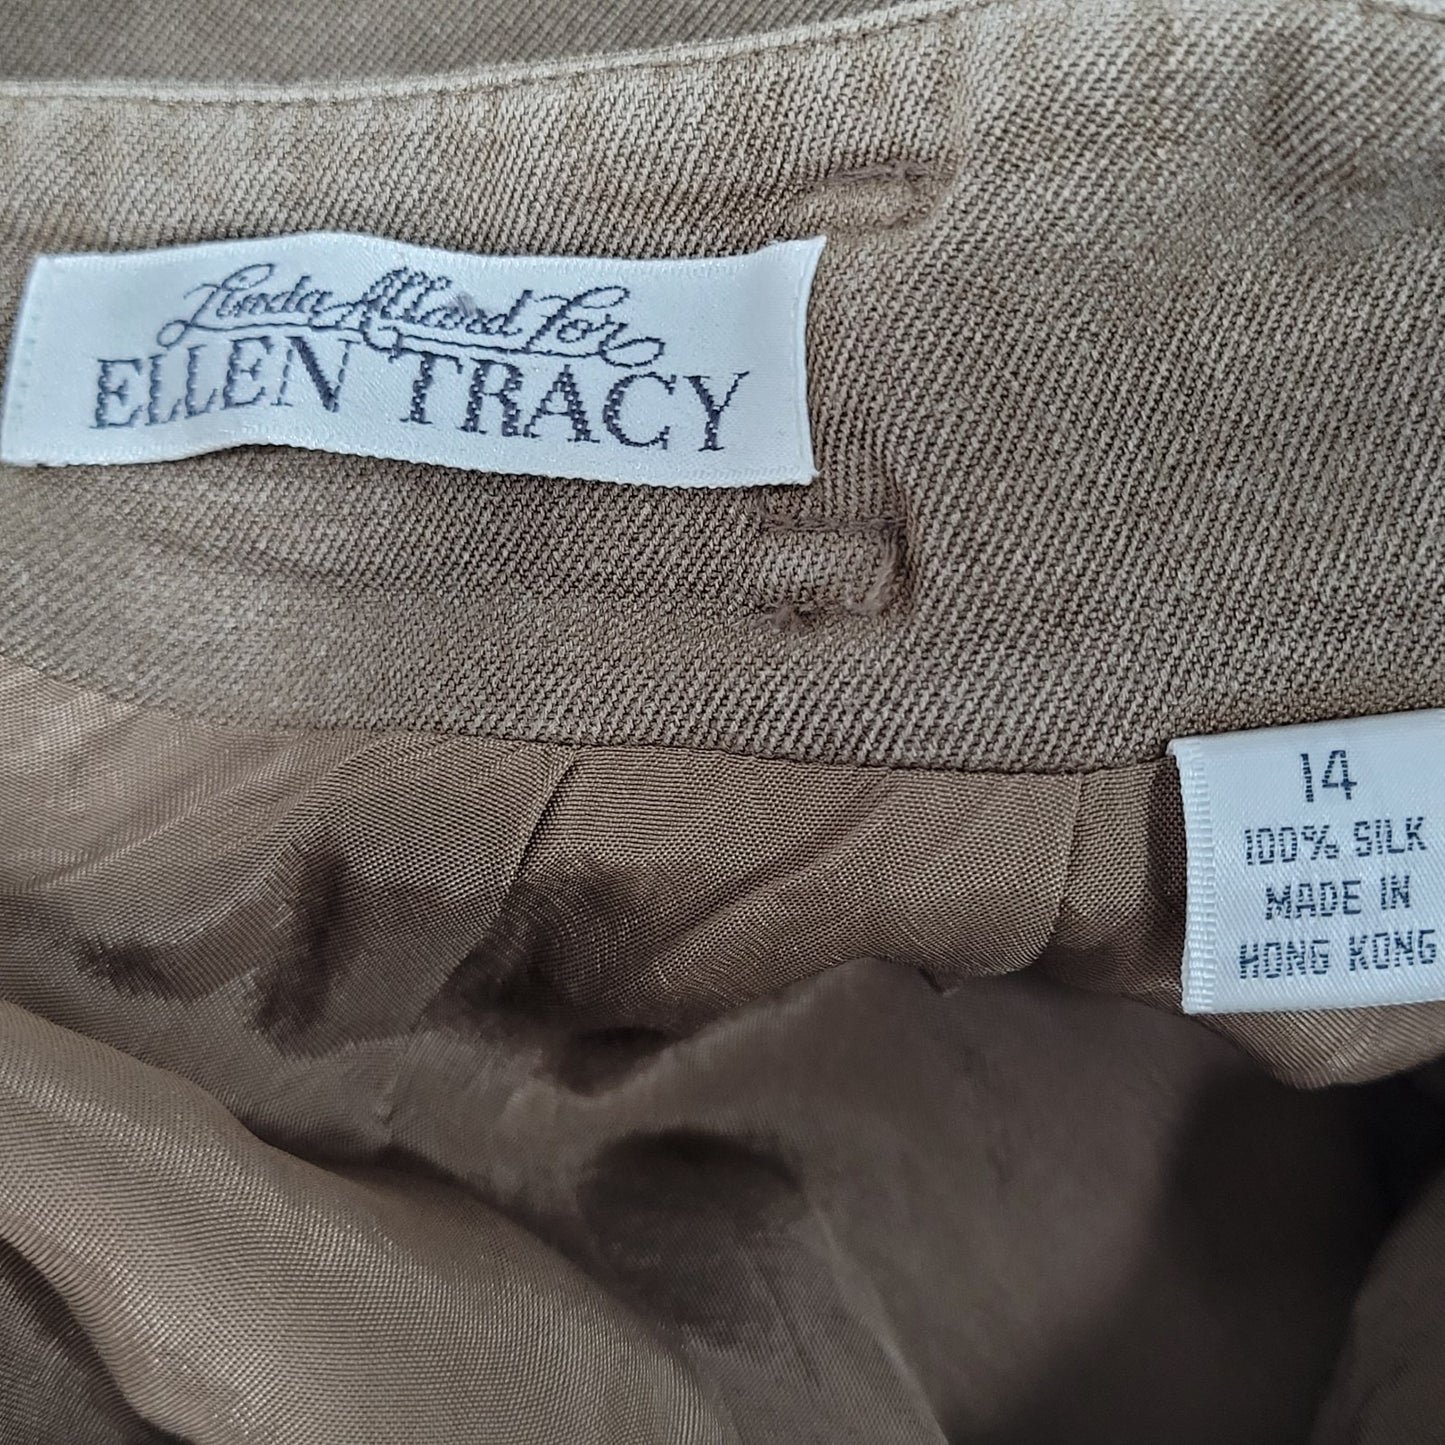 Linda Allard for
ELLEN TRACY
14
100% SILK
MADE IN
HONG KONG